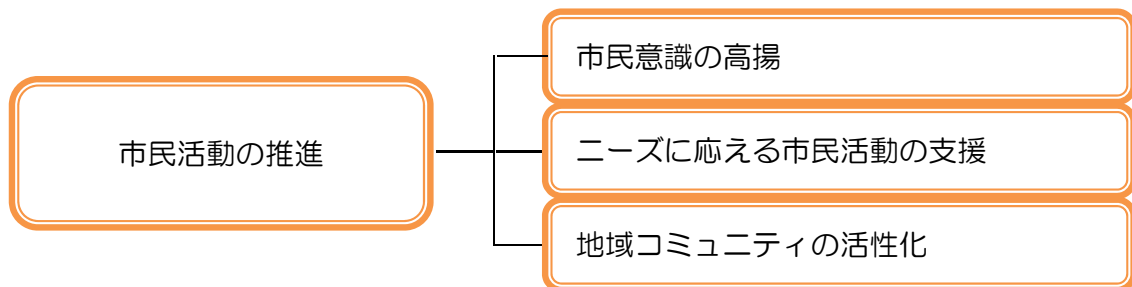 市民活動の推進
市民意識の高揚
ニーズに応える市民活動の支援
地域コミュニティの活性化